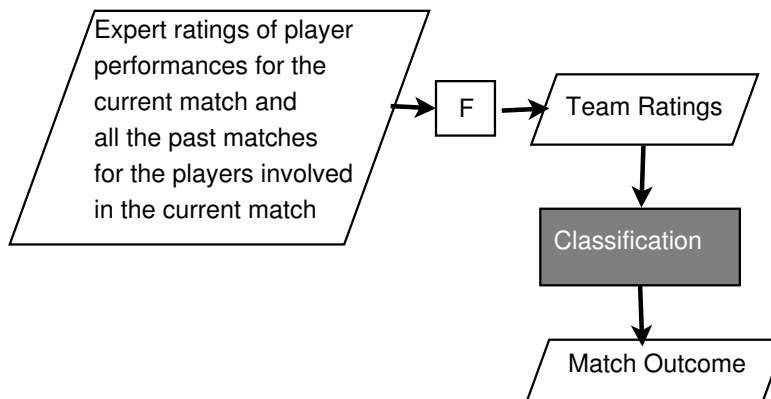 Expert ratings of player
performances for the
current match and
all the past matches
for the players involved
in the current match
F
Team Ratings
Classification
Match Outcome